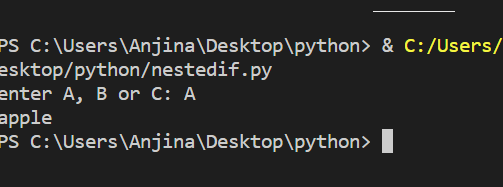 PS C:\Users\Anjina\Desktop\python> & C:/Users/
esktop/python/nestedif.py
enter A, B or C: A
apple
PS C:\Users\Anjina\Desktop\python>